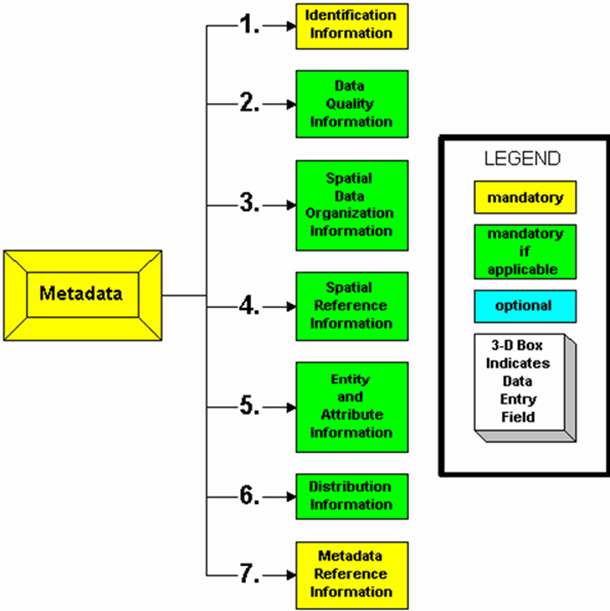 1.
Identification
Information
2.
Data
Quality
Information
3.
Spatial
Data
Organization
Information
Metadata
4.
Spatial
Reference
Information
5.
Entity
and
Attribute
Information
6.
Distribution
Information
7.
Metadata
Reference
Information
LEGEND
mandatory
mandatory
if
applicable
optional
3-D Box
Indicates
Data
Entry
Field